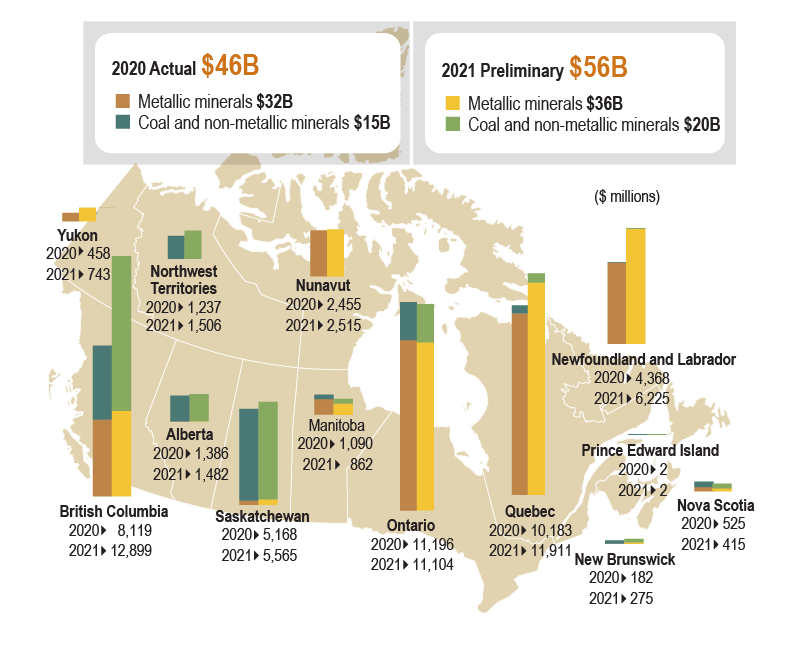 2020 Actual $46B
Metallic minerals $32B
Coal and non-metallic minerals $15B
2021 Preliminary $56B
Metallic minerals $36B
Coal and non-metallic minerals $20B
($ millions)
Yukon
2020 458
2021 743
Northwest
Territories
2020 1,237
2021 1,506
Nunavut
2020 2,455
2021 2,515
Newfoundland and Labrador
2020 4,368
2021 6,225
British Columbia
2020 8,119
2021 12,899
Alberta
2020 1,386
2021 1,482
Saskatchewan
2020 5,168
2021 5,565
Manitoba
2020 1,090
2021 862
Ontario
2020 11,196
2021 11,104
Quebec
2020 10,183
2021 11,911
Prince Edward Island
2020 2
2021 2
Nova Scotia
2020 525
2021 415
New Brunswick
2020 182
2021 275